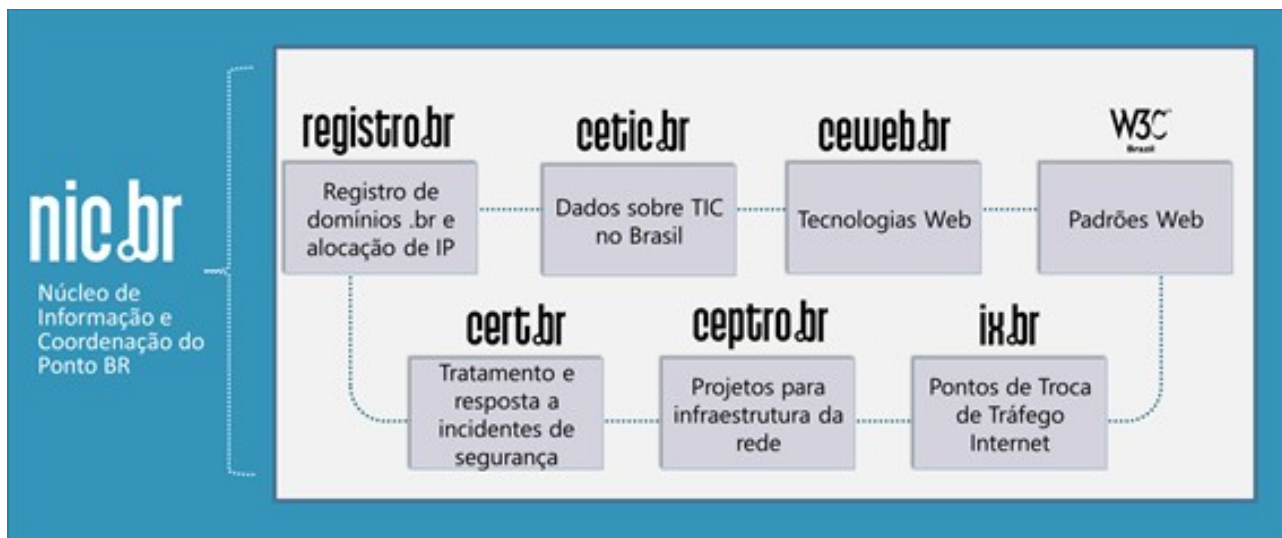 nic.br
Núcleo de
Informação e
Coordenação do
Ponto BR
registro.br
Registro de
domínios .br e
alocação de IP
cetic.br
Dados sobre TIC
no Brasil
ceweb.br
Tecnologias Web
W3C
Brazil
Padrões Web
cert.br
Tratamento e
resposta a
incidentes de
segurança
ceptro.br
Projetos para
infraestrutura da
rede
ix.br
Pontos de Troca
de Tráfego
Internet